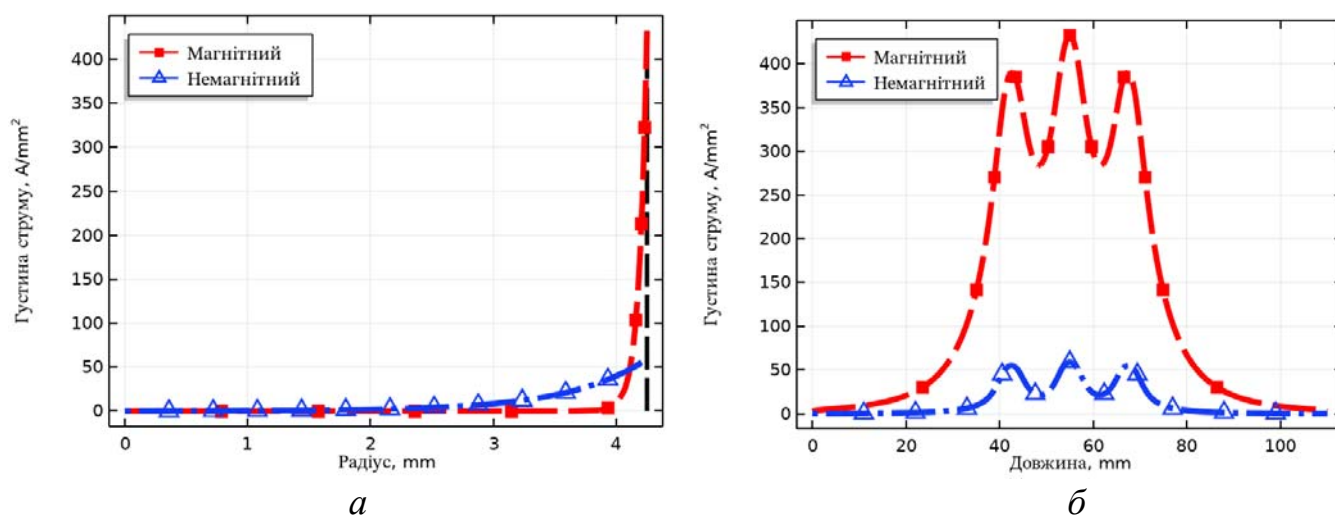 Густина струму, A/mm²
400
350
300
250
200
150
100
50
0
Магнітний
Немагнітний
0 1 2 3 4
Радіус, mm
а
Густина струму, A/mm²
400
350
300
250
200
150
100
50
0
Магнітний
Немагнітний
0 20 40 60 80 100
Довжина, mm
б